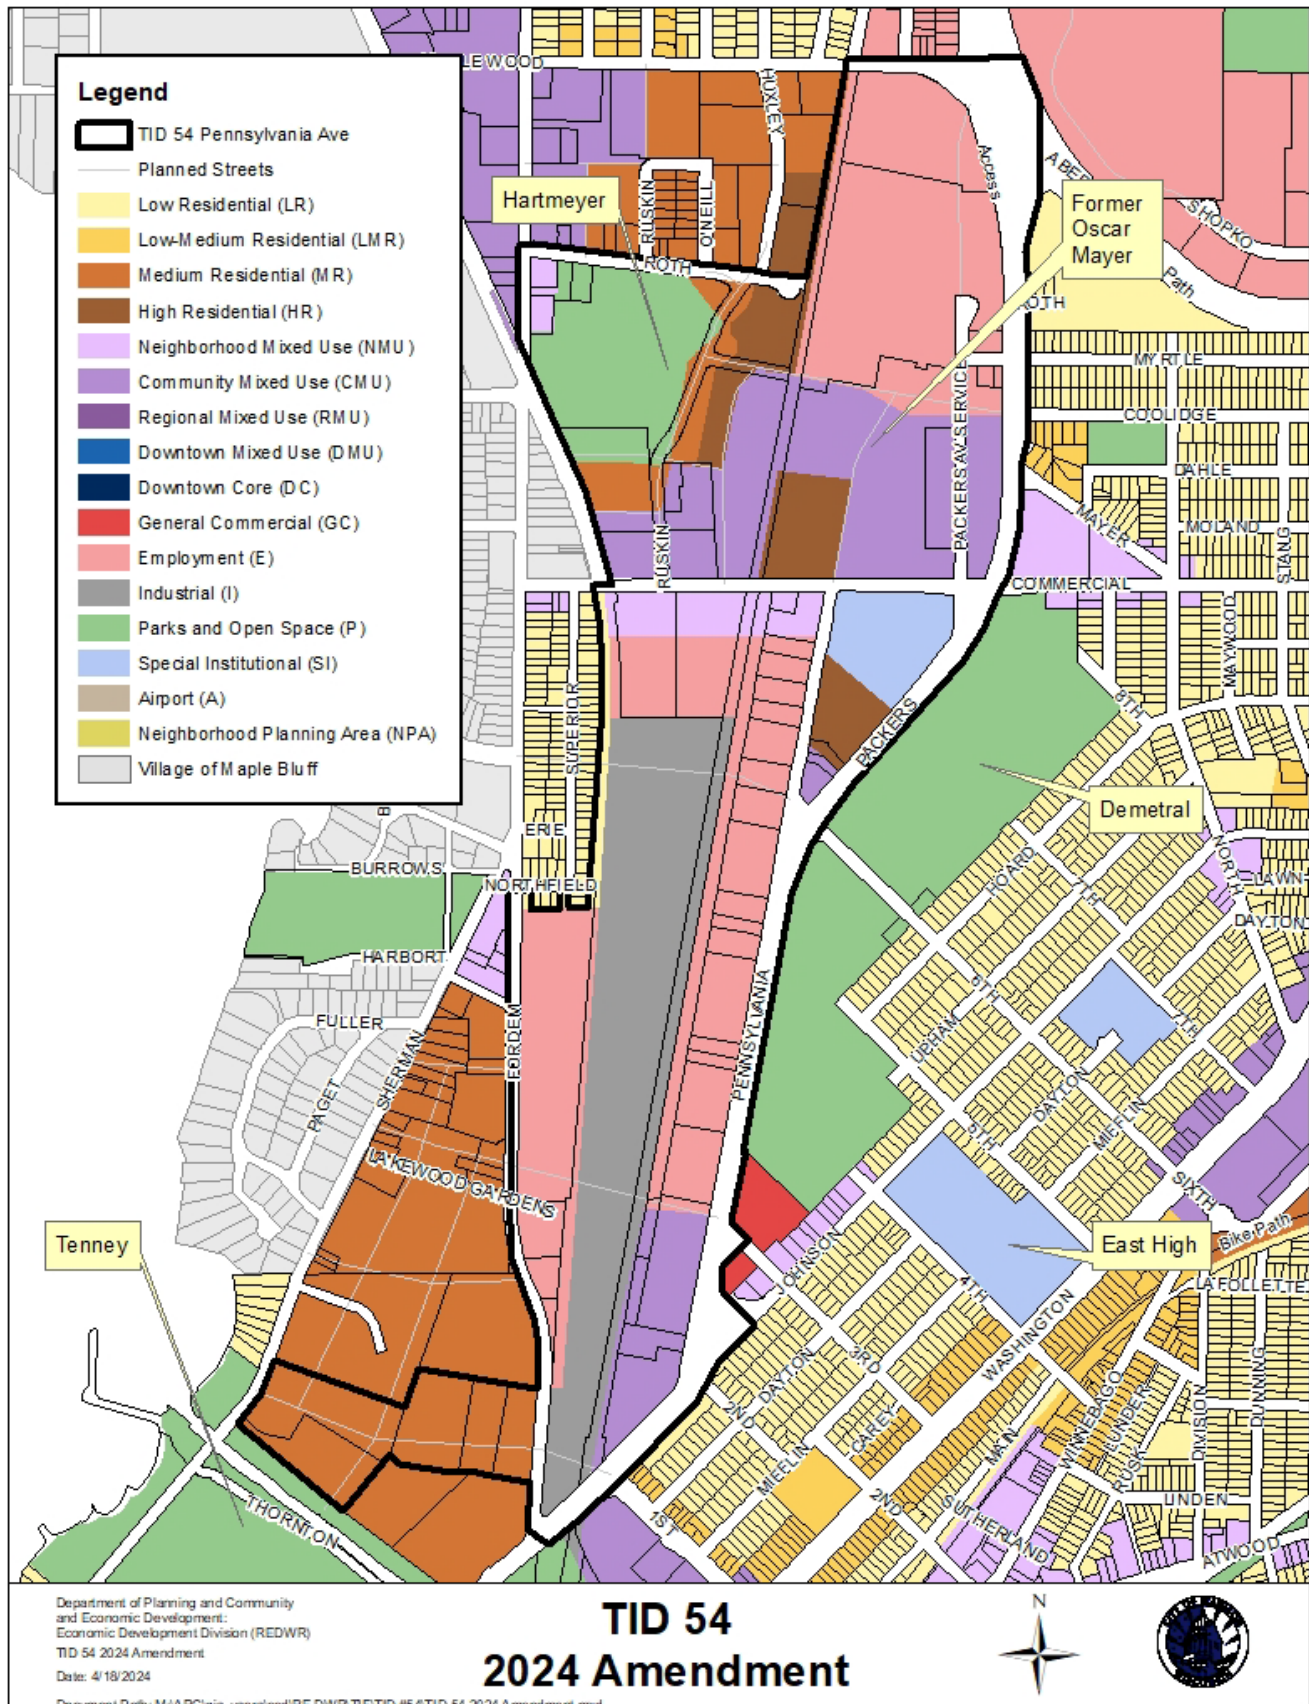 LEWOOD
Legend
TID 54 Pennsylvania Ave
Planned Streets
Low Residential (LR)
Low-Medium Residential (LMR)
Medium Residential (MR)
High Residential (HR)
Neighborhood Mixed Use (NMU)
Community Mixed Use (CMU)
Regional Mixed Use (RMU)
Downtown Mixed Use (DMU)
Downtown Core (DC)
General Commercial (GC)
Employment (E)
Industrial (I)
Parks and Open Space (P)
Special Institutional (SI)
Airport (A)
Neighborhood Planning Area (NPA)
Village of Maple Bluff
HUXLEY
Access
ABER
SHOPKO
Path
Hartmeyer
RUSKIN
O'NEILL
ROTH
Former
Oscar
Mayer
OTH
MYRTLE
COOLIDGE
PACKERS AV SERVICE
DAHLE
MAYER
MOLAND
STANG
RUSKIN
COMMERCIAL
MAYWOOD
SUPERIOR
8TH
PACKERS
Demetral
B
ERIE
BURROWS
NORTHFIELD
HOARD
7TH
NORTH
LAWN
DAYTON
HARBORT
FULLER
FORDEM
PENNSYLVANIA
6TH
UPHAM
7TH
SHERMAN
PAGET
DAYTON
MIFFLIN
5TH
LAKEWOOD GARDENS
SIXTH
Bike Path
Tenney
East High
JOHNSON
4TH
LA FOLLETTE
WASHINGTON
3RD
DAYTON
2ND
CAREY
MIFFLIN
MAIN
WINNEBAGO
LUNDER
RUSK
DIVISION
DUNNING
2ND
SUTHERLAND
LINDEN
1ST
ATWOOD
THORNTON
Department of Planning and Community
and Economic Development:
Economic Development Division (REDWR)
TID 54 2024 Amendment
Date: 4/18/2024
TID 54
2024 Amendment
N